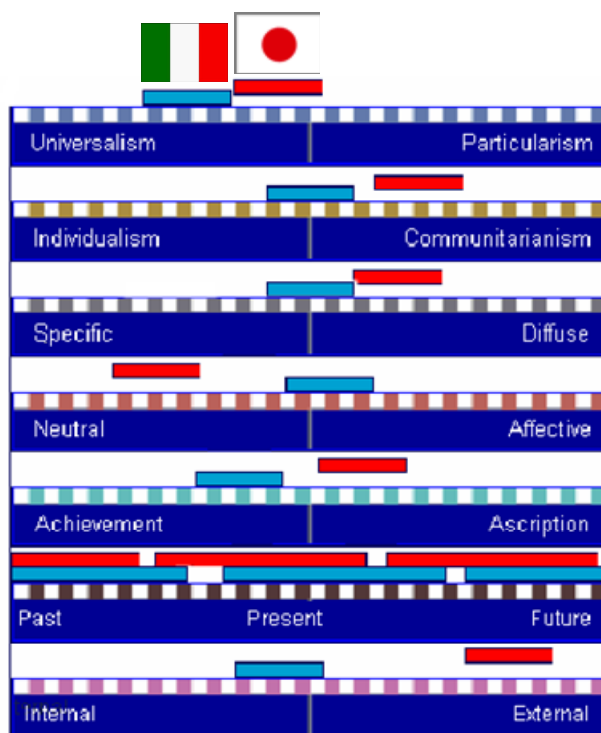 Universalism Particularism
Individualism Communitarianism
Specific Diffuse
Neutral Affective
Achievement Ascription
Past Present Future
Internal External